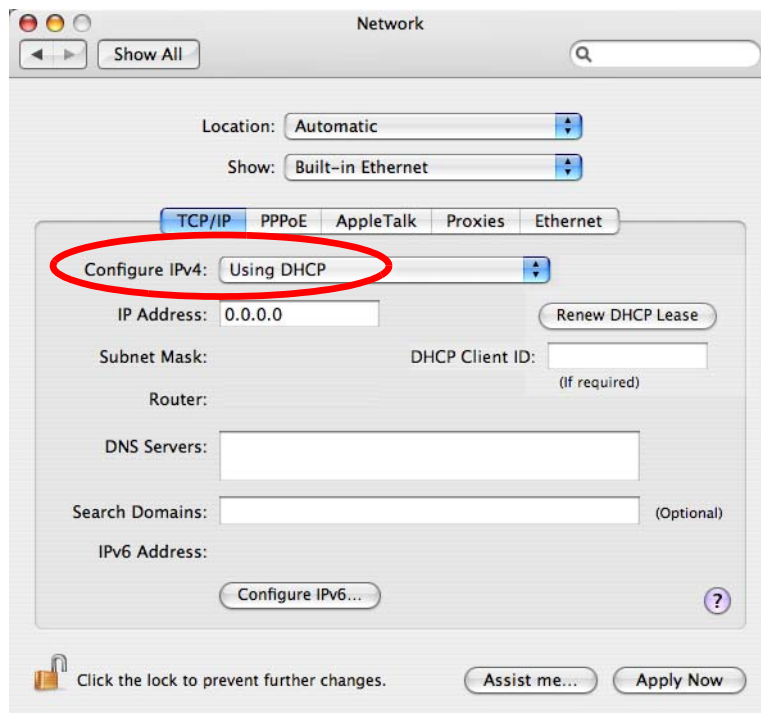 Network
Show All
Location: Automatic
Show: Built-in Ethernet
TCP/IP PPPoE AppleTalk Proxies Ethernet
Configure IPv4: Using DHCP
IP Address: 0.0.0.0 Renew DHCP Lease
Subnet Mask: DHCP Client ID:
(If required)
Router:
DNS Servers:
Search Domains: (Optional)
IPv6 Address:
Configure IPv6... ?
Click the lock to prevent further changes. Assist me... Apply Now